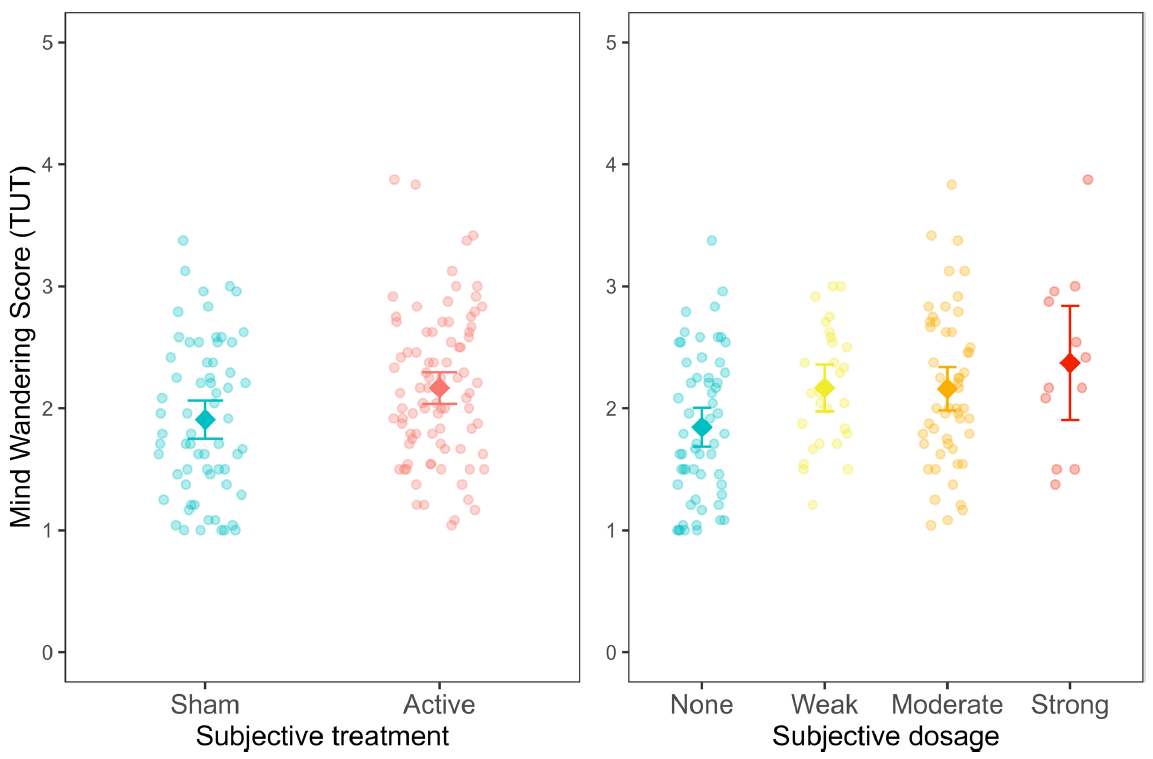 Mind Wandering Score (TUT)
5
4
3
2
1
0
Sham Active
Subjective treatment
5
4
3
2
1
0
None Weak Moderate Strong
Subjective dosage